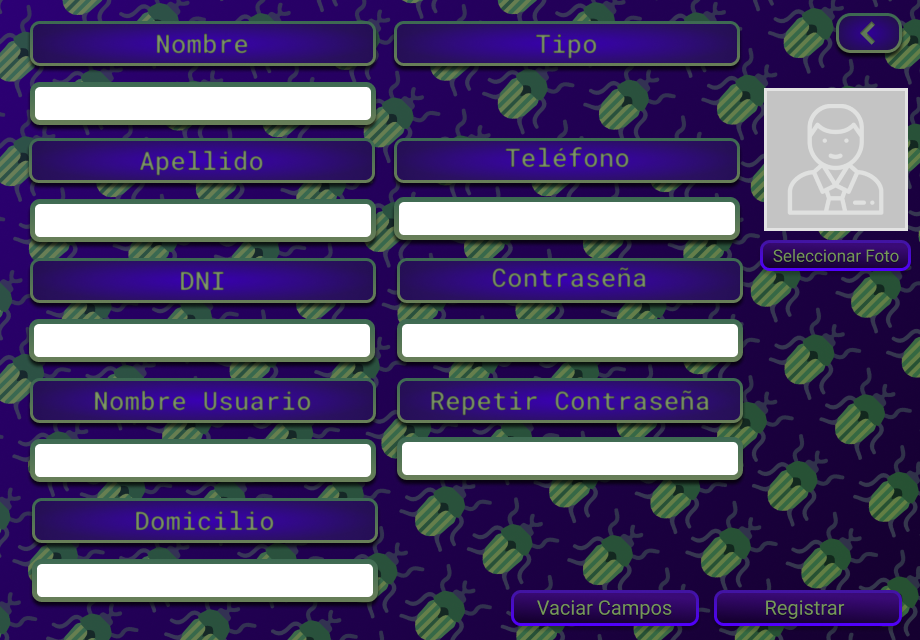 Nombre
Tipo
Apellido
Teléfono
Seleccionar Foto
DNI
Contraseña
Nombre Usuario
Repetir Contraseña
Domicilio
Vaciar Campos
Registrar